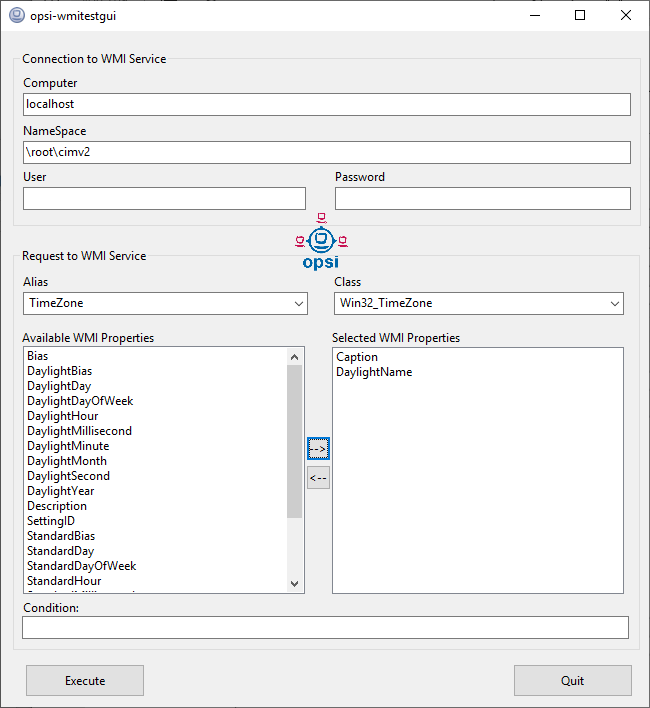 opsi-wmitestgui
Connection to WMI Service
Computer
localhost
NameSpace
\root\cimv2
User
Password
opsi
Request to WMI Service
Alias
Class
TimeZone
Win32_TimeZone
Available WMI Properties
Bias
DaylightBias
DaylightDay
DaylightDayOfWeek
DaylightHour
DaylightMillisecond
DaylightMinute
DaylightMonth
DaylightSecond
DaylightYear
Description
SettingID
StandardBias
StandardDay
StandardDayOfWeek
StandardHour
-->
<--
Selected WMI Properties
Caption
DaylightName
Condition:
Execute
Quit